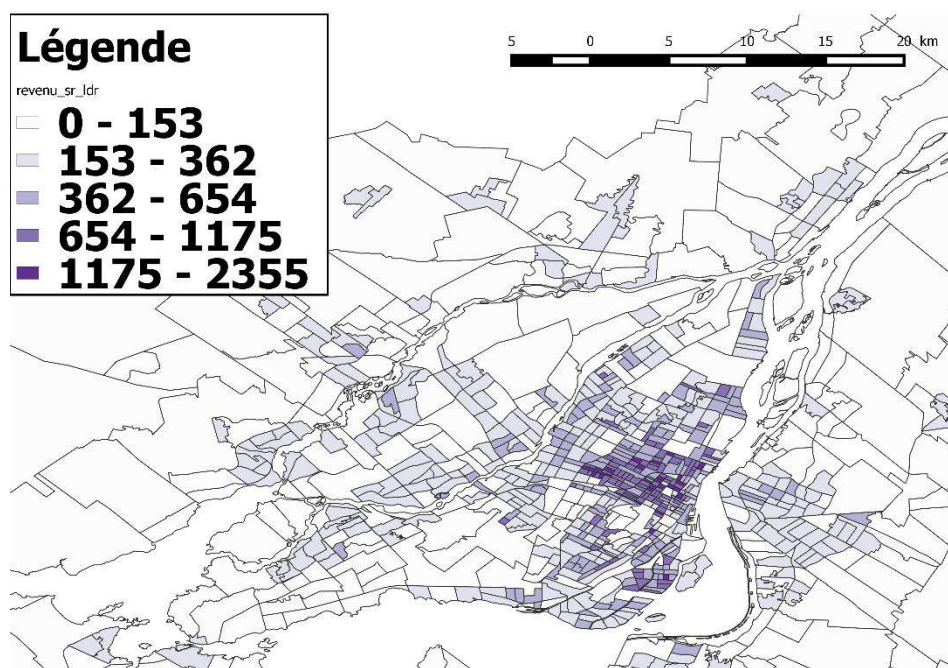 Légende
revenu_sr_ldr
0 - 153
153 - 362
362 - 654
654 - 1175
1175 - 2355
5 0 5 10 15 20 km